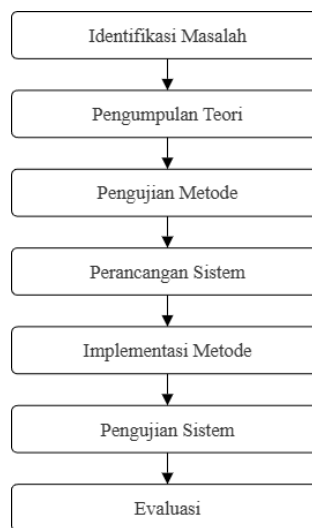 Identifikasi Masalah
Pengumpulan Teori
Pengujian Metode
Perancangan Sistem
Implementasi Metode
Pengujian Sistem
Evaluasi